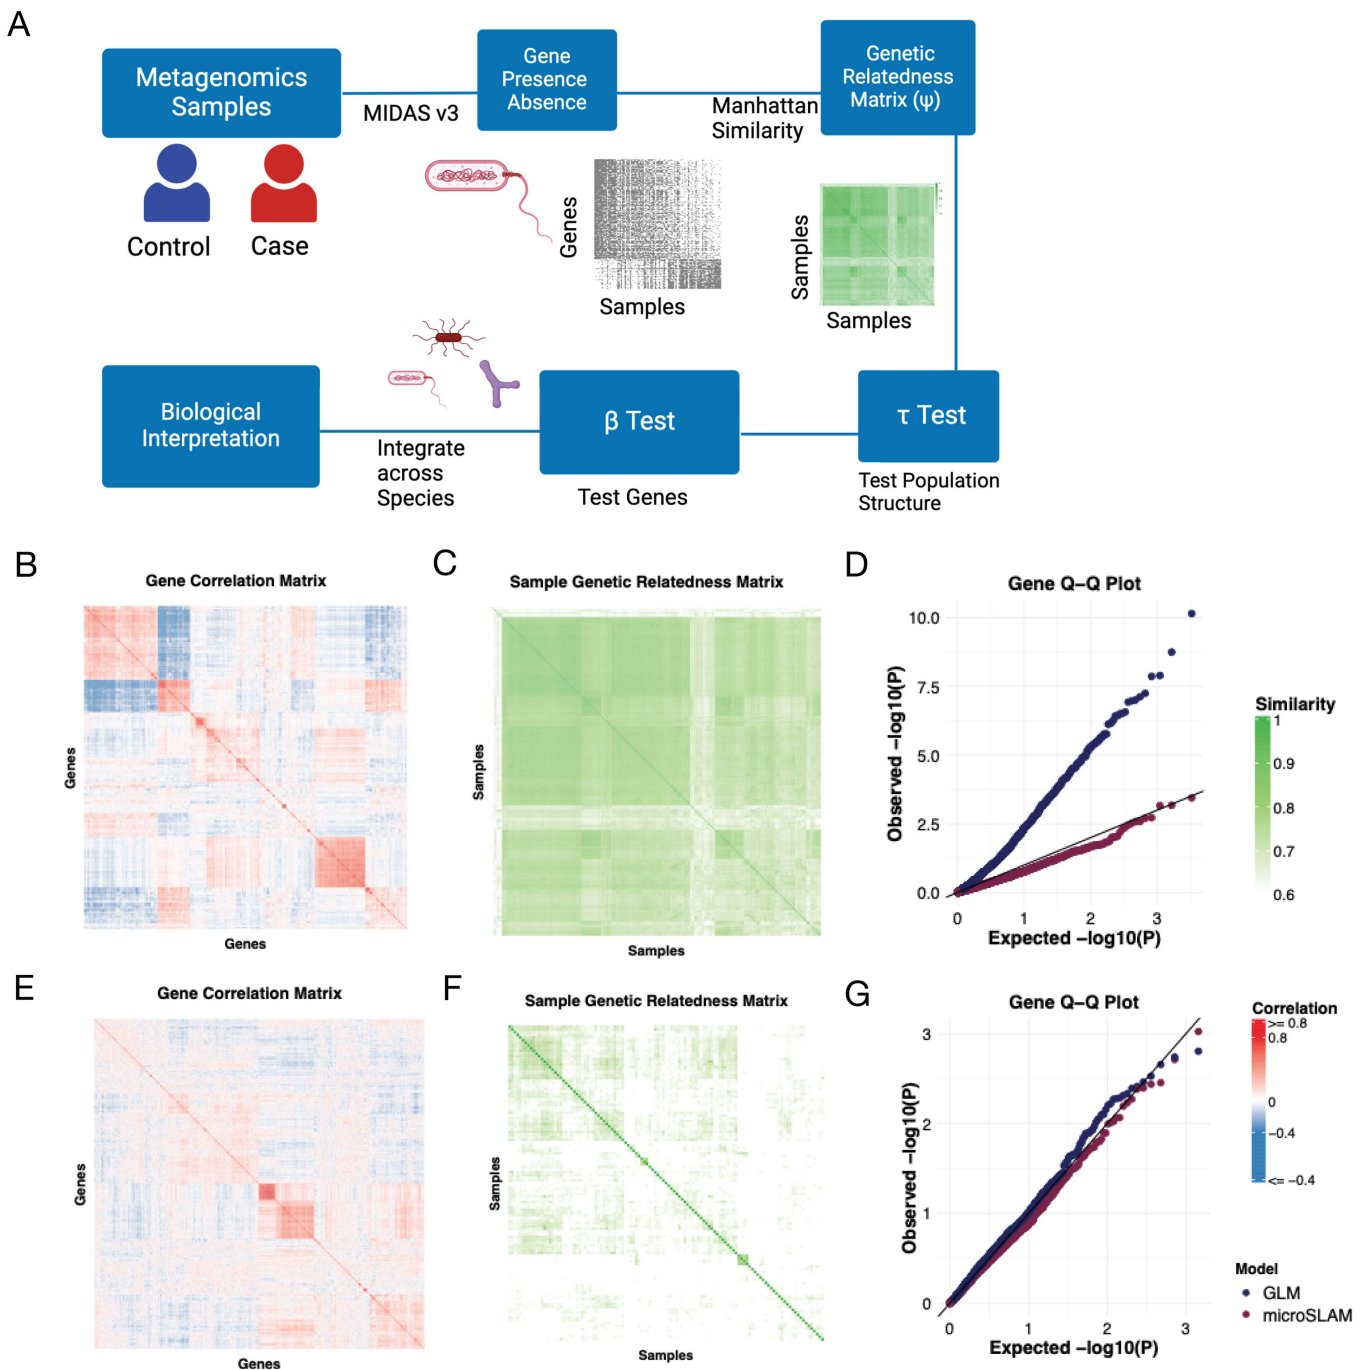 A
Metagenomics
Samples
MIDAS v3
Gene
Presence
Absence
Manhattan
Similarity
Genetic
Relatedness
Matrix (ψ)
Control
Case
Genes
Samples
Samples
Samples
Biological
Interpretation
Integrate
across
Species
β Test
Test Genes
τ Test
Test Population
Structure
B
Gene Correlation Matrix
Genes
Genes
C
Sample Genetic Relatedness Matrix
Samples
Samples
D
Gene Q-Q Plot
Observed -log10(P)
10.0
7.5
5.0
2.5
0.0
0
1
2
3
Expected -log10(P)
Similarity
1
0.9
0.8
0.7
0.6
E
Gene Correlation Matrix
Genes
Genes
F
Sample Genetic Relatedness Matrix
Samples
Samples
G
Gene Q-Q Plot
Observed -log10(P)
3
2
1
0
0
1
2
3
Expected -log10(P)
Correlation
>= 0.8
0.8
0
-0.4
<= -0.4
Model
GLM
microSLAM